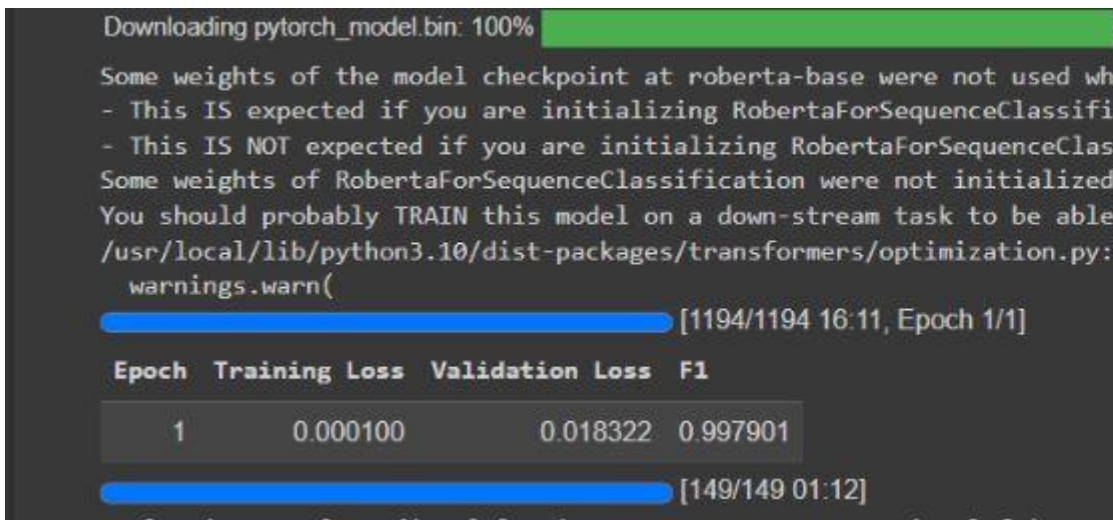 Downloading pytorch_model.bin: 100%
Some weights of the model checkpoint at roberta-base were not used wh
- This IS expected if you are initializing RobertaForSequenceClassifi
- This IS NOT expected if you are initializing RobertaForSequenceClas
Some weights of RobertaForSequenceClassification were not initialized
You should probably TRAIN this model on a down-stream task to be able
/usr/local/lib/python3.10/dist-packages/transformers/optimization.py:
warnings.warn(
[1194/1194 16:11, Epoch 1/1]
Epoch Training Loss Validation Loss F1
1 0.000100 0.018322 0.997901
[149/149 01:12]